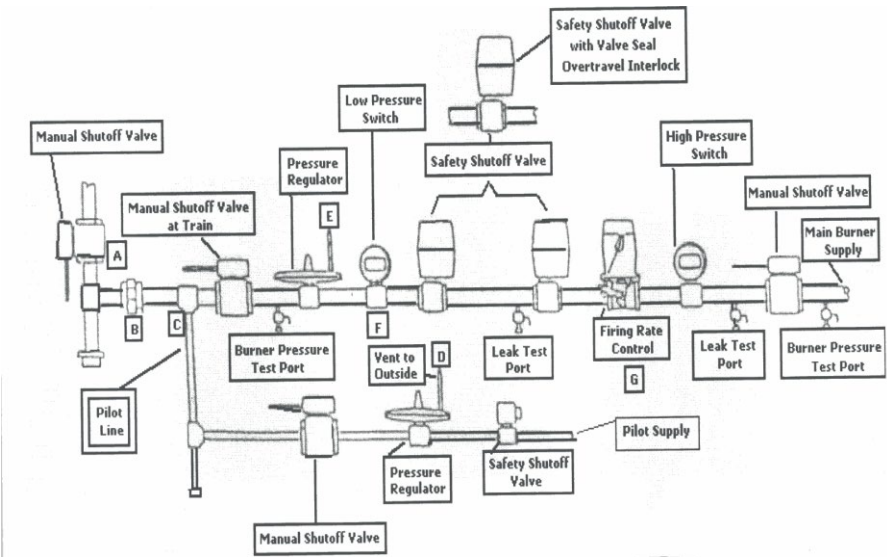 Safety Shutoff Valve
with Valve Seal
Overtravel Interlock
Low Pressure
Switch
High Pressure
Switch
Manual Shutoff Valve
Pressure
Regulator
Safety Shutoff Valve
Manual Shutoff Valve
Manual Shutoff Valve
at Train
E
Main Burner
Supply
A
B
C
F
Burner Pressure
Test Port
Vent to
Outside
D
Leak Test
Port
Firing Rate
Control
G
Leak Test
Port
Burner Pressure
Test Port
Pilot
Line
Pilot Supply
Pressure
Regulator
Safety Shutoff
Valve
Manual Shutoff Valve